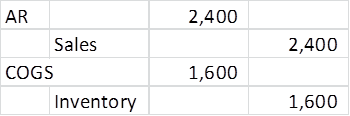 AR 2,400
Sales 2,400
COGS 1,600
Inventory 1,600